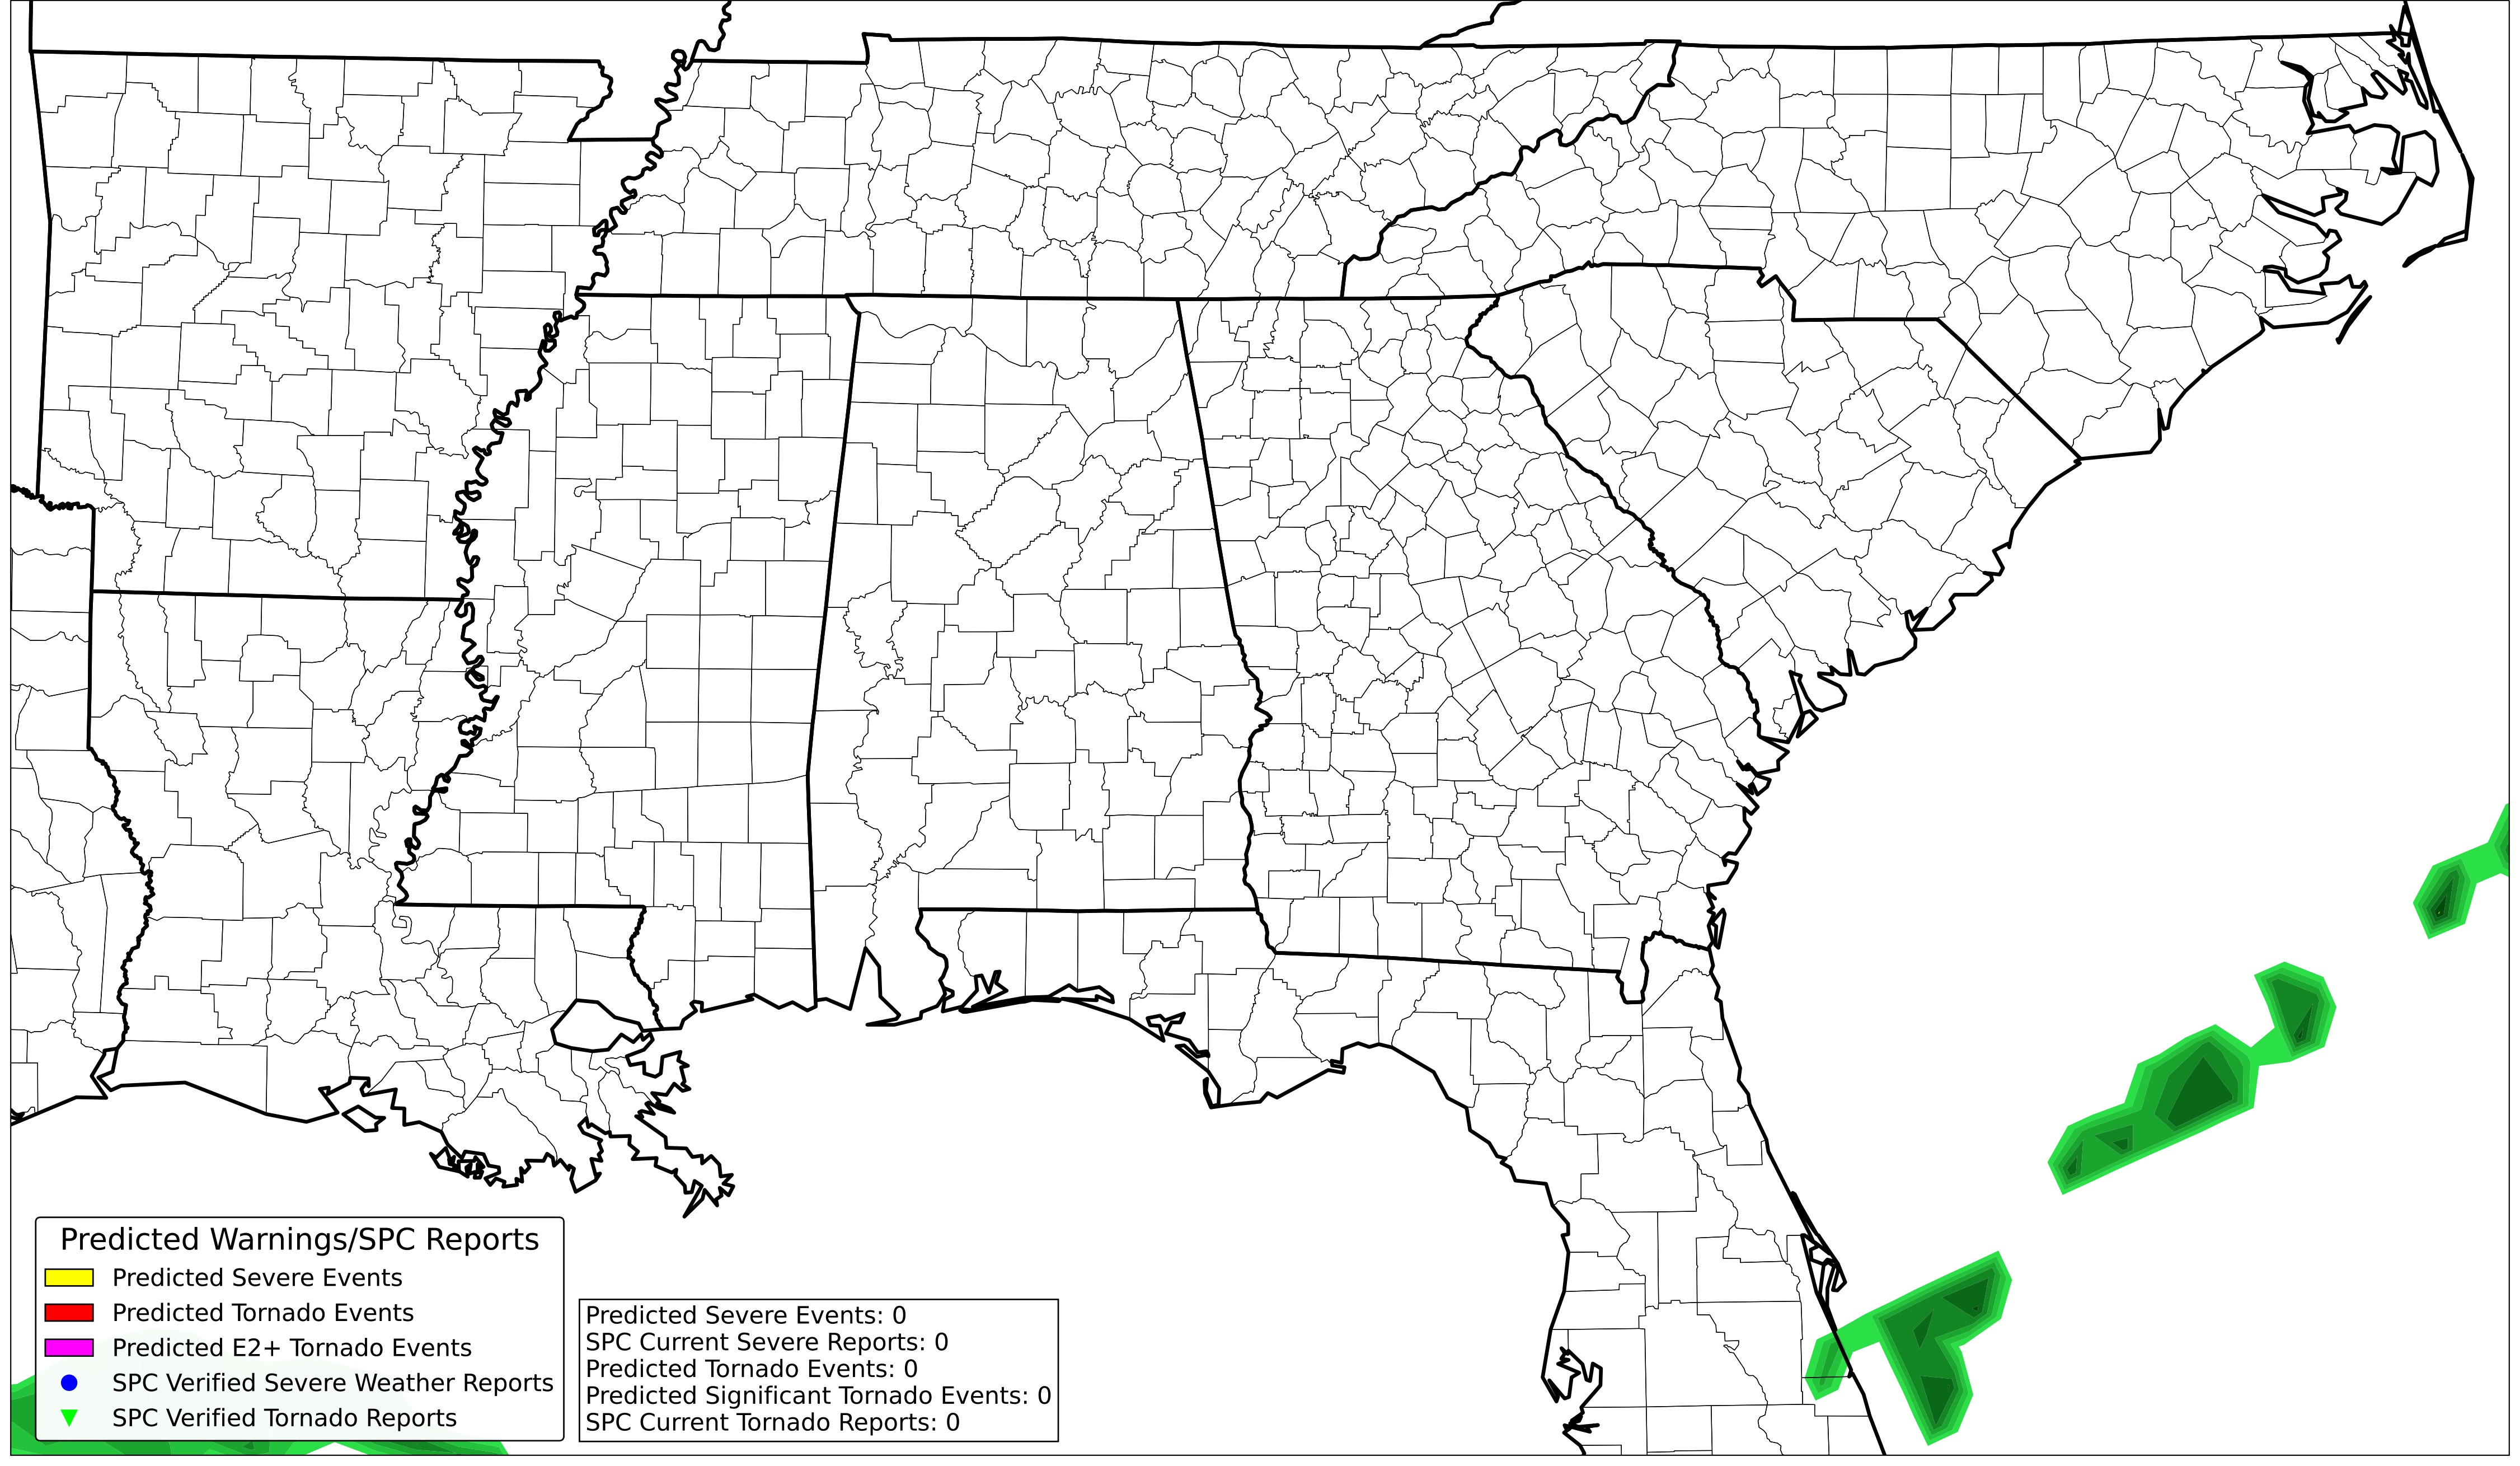 Predicted Warnings/SPC Reports
Predicted Severe Events
Predicted Tornado Events
Predicted E2+ Tornado Events
SPC Verified Severe Weather Reports
SPC Verified Tornado Reports
Predicted Severe Events: 0
SPC Current Severe Reports: 0
Predicted Tornado Events: 0
Predicted Significant Tornado Events: 0
SPC Current Tornado Reports: 0